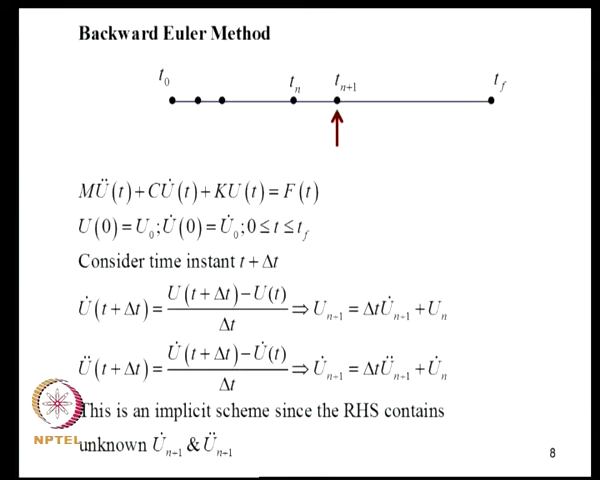 Backward Euler Method
t₀ tₙ tₙ₊₁ t_f
MÜ(t)+CU̇(t)+KU(t)=F(t)
U(0)=U₀;U̇(0)=U̇₀;0≤t≤t_f
Consider time instant t+Δt
U̇(t+Δt)=(U(t+Δt)−U(t))/Δt⇒Uₙ₊₁=ΔtU̇ₙ₊₁+Uₙ
Ü(t+Δt)=(U̇(t+Δt)−U̇(t))/Δt⇒U̇ₙ₊₁=ΔtÜₙ₊₁+U̇ₙ
This is an implicit scheme since the RHS contains
unknown U̇ₙ₊₁ & Üₙ₊₁
NPTEL
8